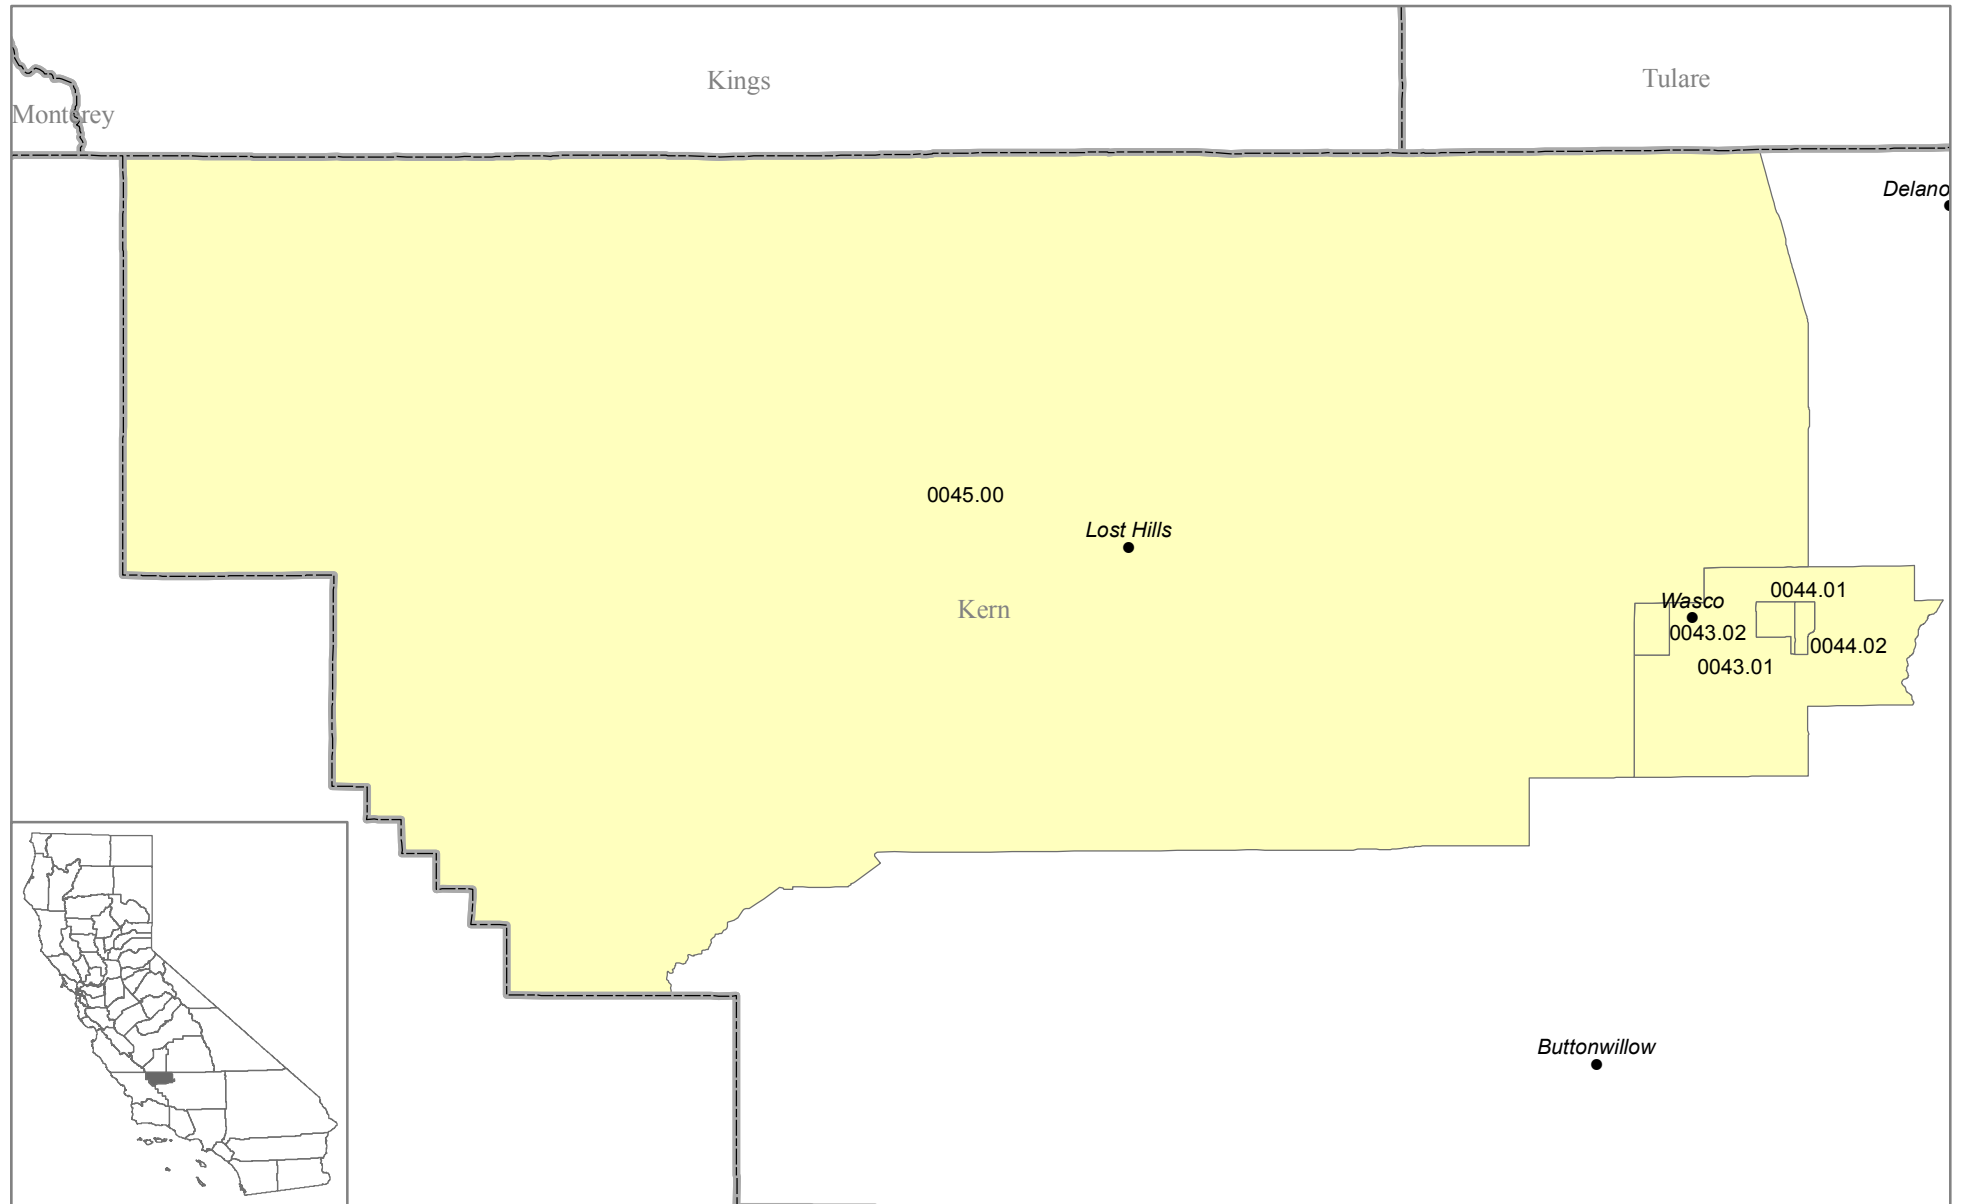 Kings
Tulare
Monterey
Delano
0045.00
Lost Hills
Kern
0044.01
Wasco
0043.02
0044.02
0043.01
Buttonwillow